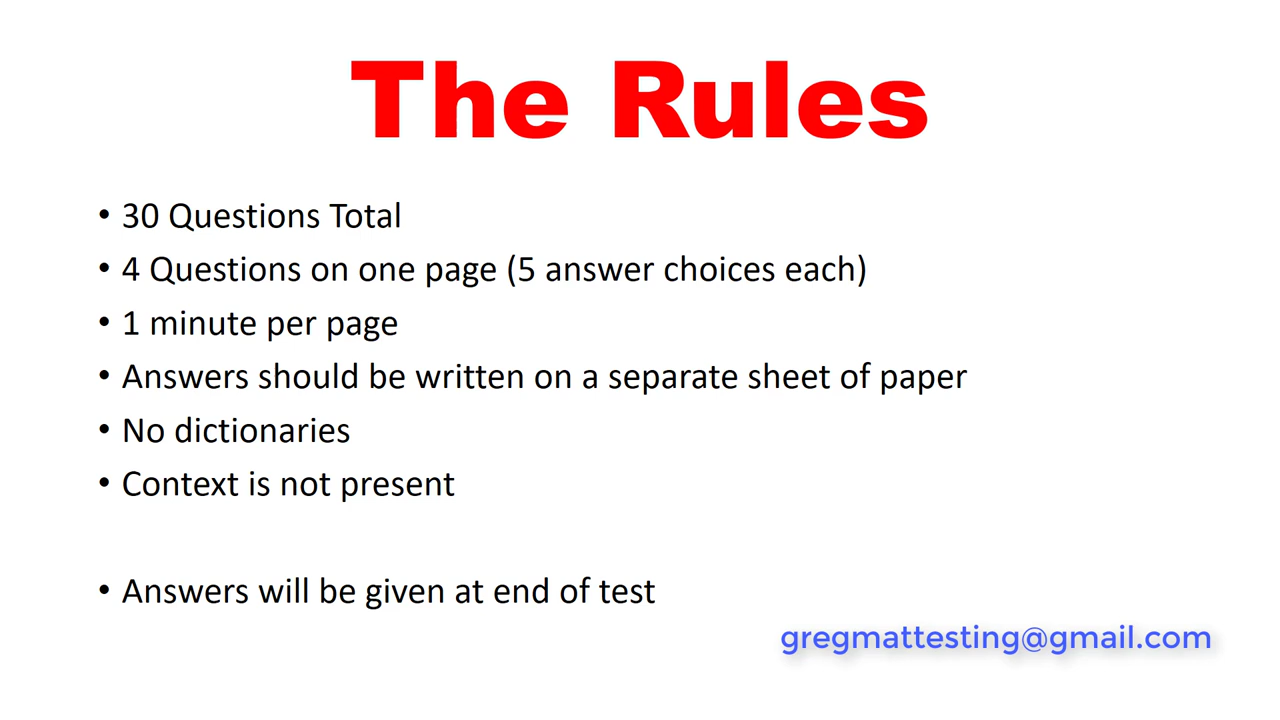 The Rules
• 30 Questions Total
• 4 Questions on one page (5 answer choices each)
• 1 minute per page
• Answers should be written on a separate sheet of paper
• No dictionaries
• Context is not present
• Answers will be given at end of test
gregmattesting@gmail.com